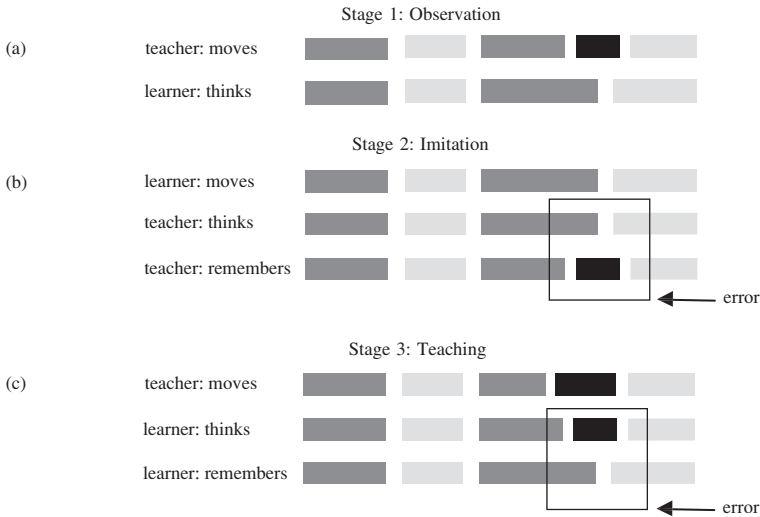 Stage 1: Observation
(a) teacher: moves
learner: thinks
Stage 2: Imitation
(b) learner: moves
teacher: thinks
teacher: remembers
error
Stage 3: Teaching
(c) teacher: moves
learner: thinks
learner: remembers
error